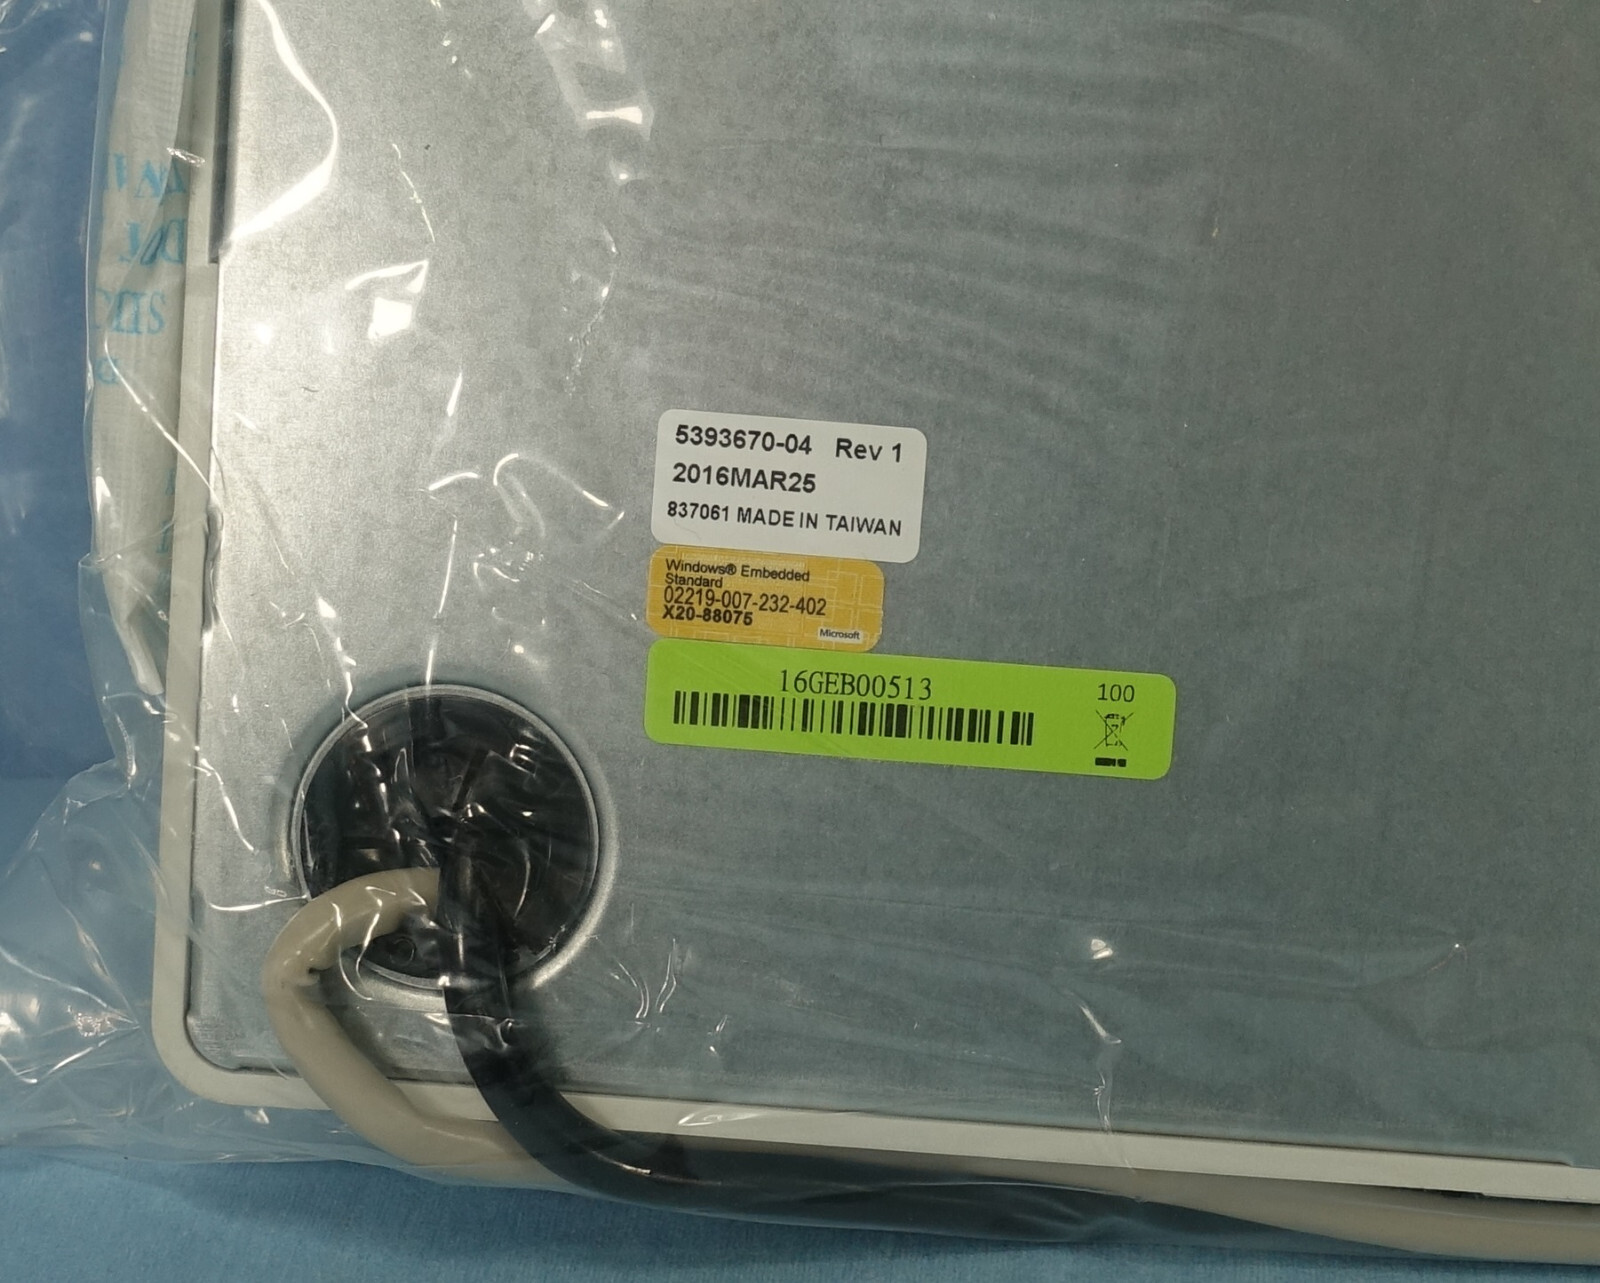 5393670-04 Rev 1
2016MAR25
837061 MADE IN TAIWAN
Windows® Embedded
Standard
02219-007-232-402
X20-88075
Microsoft
16GEB00513
100